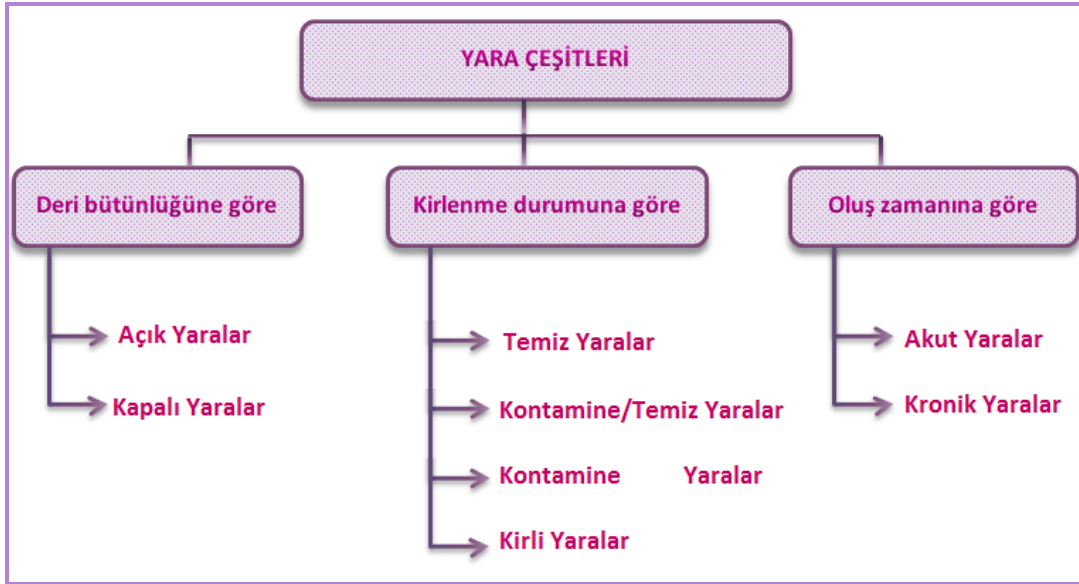 YARA ÇEŞİTLERİ
Deri bütünlüğüne göre
Açık Yaralar
Kapalı Yaralar
Kirlenme durumuna göre
Temiz Yaralar
Kontamine/Temiz Yaralar
Kontamine Yaralar
Kirli Yaralar
Oluş zamanına göre
Akut Yaralar
Kronik Yaralar